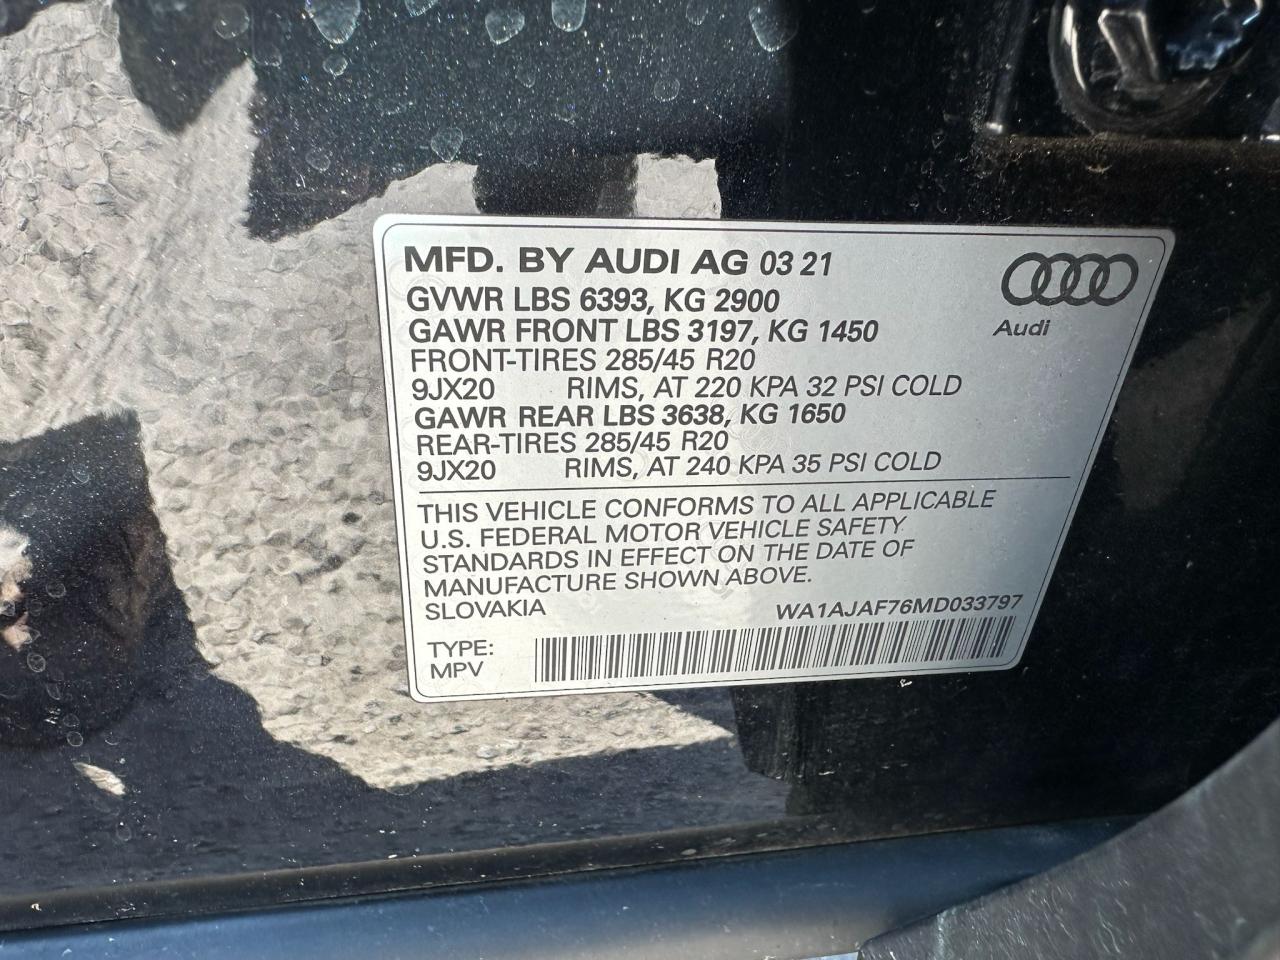 MFD. BY AUDI AG 03 21
GVWR LBS 6393, KG 2900
GAWR FRONT LBS 3197, KG 1450
FRONT-TIRES 285/45 R20
9JX20 RIMS, AT 220 KPA 32 PSI COLD
GAWR REAR LBS 3638, KG 1650
REAR-TIRES 285/45 R20
9JX20 RIMS, AT 240 KPA 35 PSI COLD
Audi
THIS VEHICLE CONFORMS TO ALL APPLICABLE
U.S. FEDERAL MOTOR VEHICLE SAFETY
STANDARDS IN EFFECT ON THE DATE OF
MANUFACTURE SHOWN ABOVE.
SLOVAKIA WA1AJAF76MD033797
TYPE:
MPV